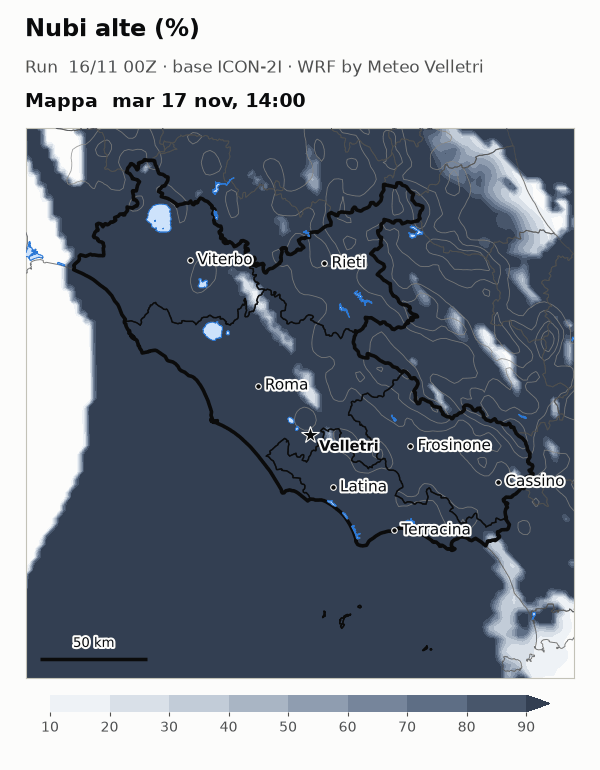 Nubi alte (%)
Run  16/11 00Z · base ICON-2I · WRF by Meteo Velletri
Mappa  mar 17 nov, 14:00
Viterbo
Rieti
Roma
Velletri
Frosinone
Latina
Cassino
Terracina
50 km
10 20 30 40 50 60 70 80 90